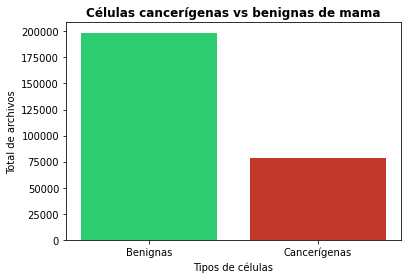 Células cancerígenas vs benignas de mama
Total de archivos
200000
175000
150000
125000
100000
75000
50000
25000
0
Benignas
Cancerígenas
Tipos de células